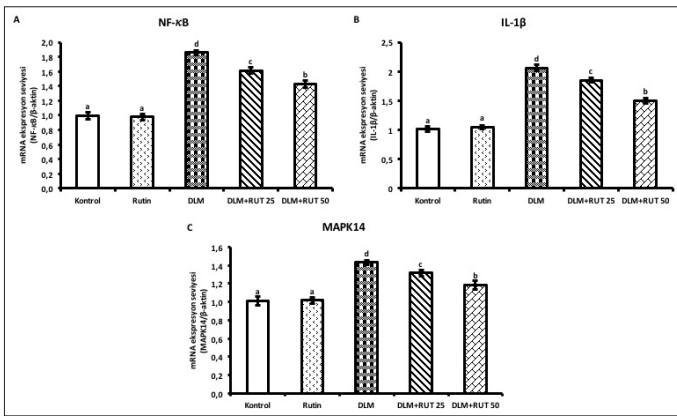 A
NF-κB
mRNA ekspresyon seviyesi
(NF-κB/β-aktin)
2,0
1,8
1,6
1,4
1,2
1,0
0,8
0,6
0,4
0,2
0,0
a
a
d
c
b
Kontrol
Rutin
DLM
DLM+RUT 25
DLM+RUT 50
B
IL-1β
mRNA ekspresyon seviyesi
(IL-1β/β-aktin)
2,5
2
1,5
1
0,5
0
a
a
d
c
b
Kontrol
Rutin
DLM
DLM+RUT 25
DLM+RUT 50
C
MAPK14
mRNA ekspresyon seviyesi
(MAPK14/β-aktin)
1,6
1,4
1,2
1,0
0,8
0,6
0,4
0,2
0,0
a
a
d
c
b
Kontrol
Rutin
DLM
DLM+RUT 25
DLM+RUT 50